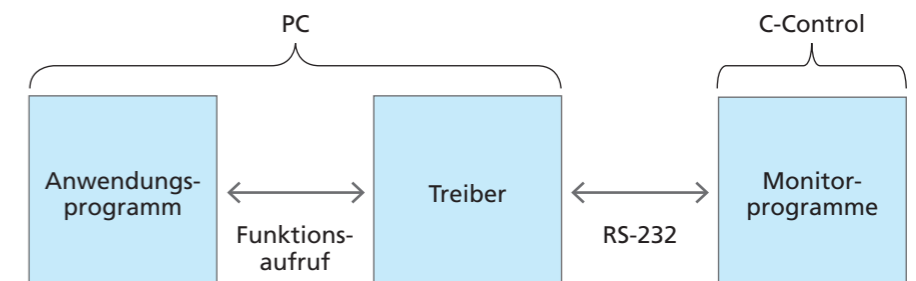 PC
C-Control
Anwendungs-
programm
Funktions-
aufruf
Treiber
RS-232
Monitor-
programme